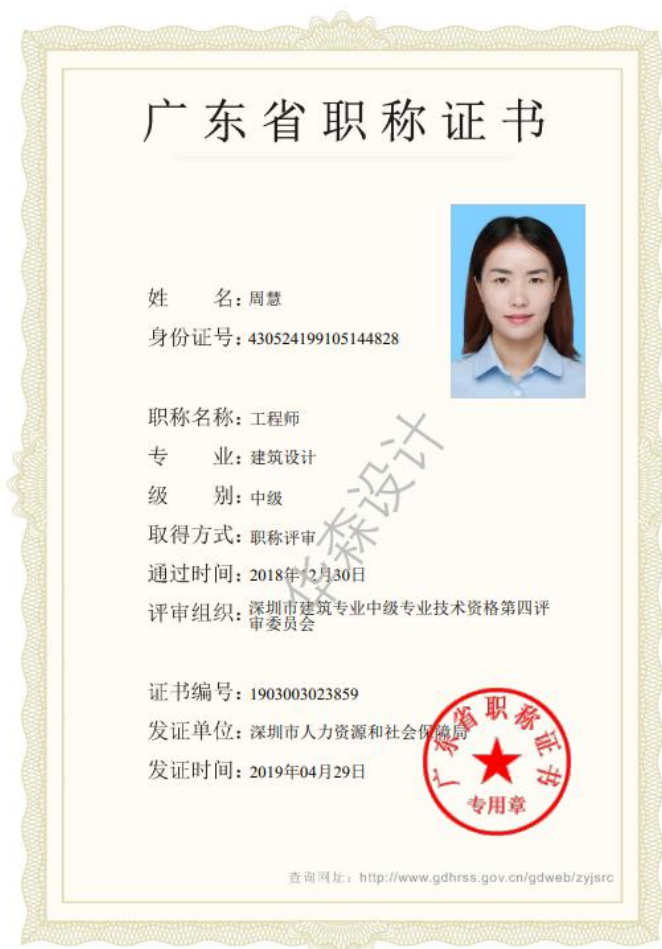 广东省职称证书
姓 名：周慧
身份证号：430524199105144828
职称名称：工程师
专 业：建筑设计
级 别：中级
取得方式：职称评审
通过时间：2018年12月30日
评审组织：深圳市建筑专业中级专业技术资格第四评
审委员会
华森设计
证书编号：1903003023859
发证单位：深圳市人力资源和社会保障局
发证时间：2019年04月29日
广东省职称证书
专用章
查询网址：http://www.gdhrss.gov.cn/gdweb/zyjsrc